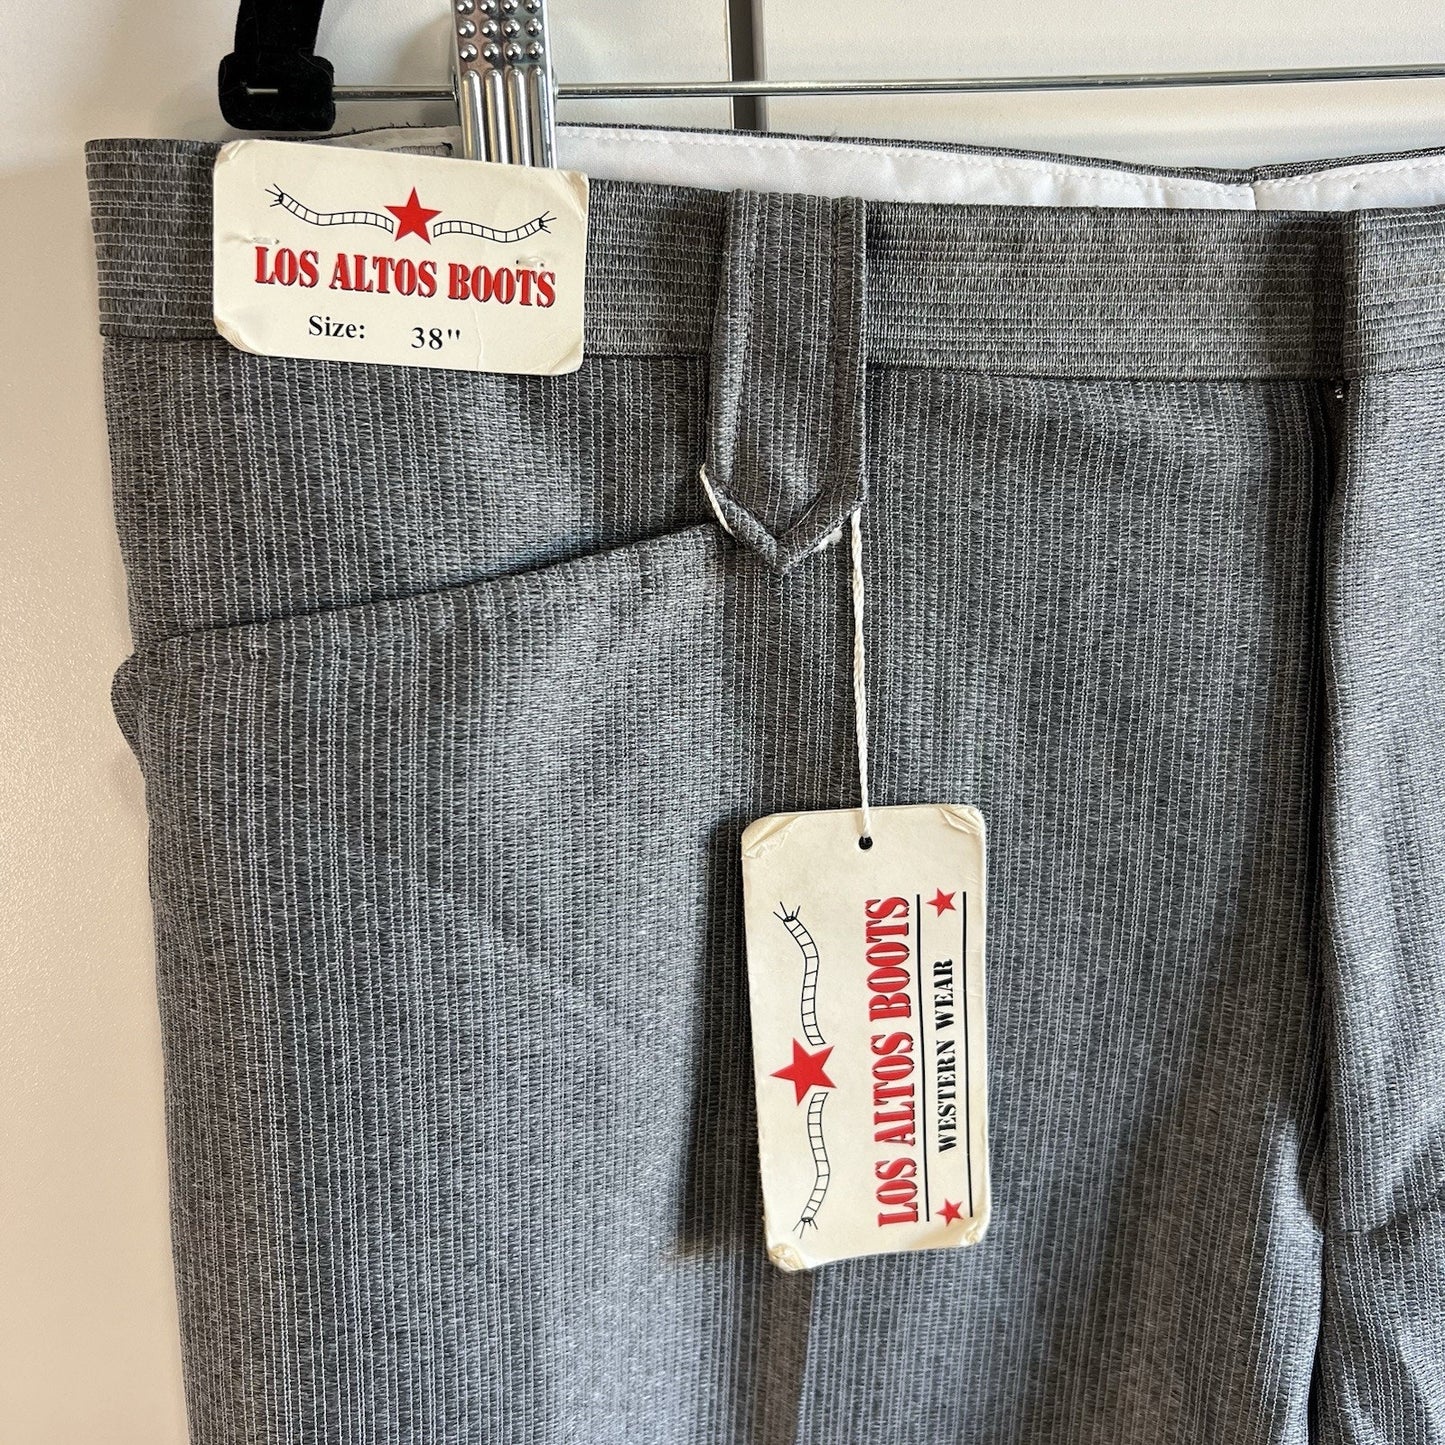 LOS ALTOS BOOTS
Size: 38"
LOS ALTOS BOOTS
WESTERN WEAR